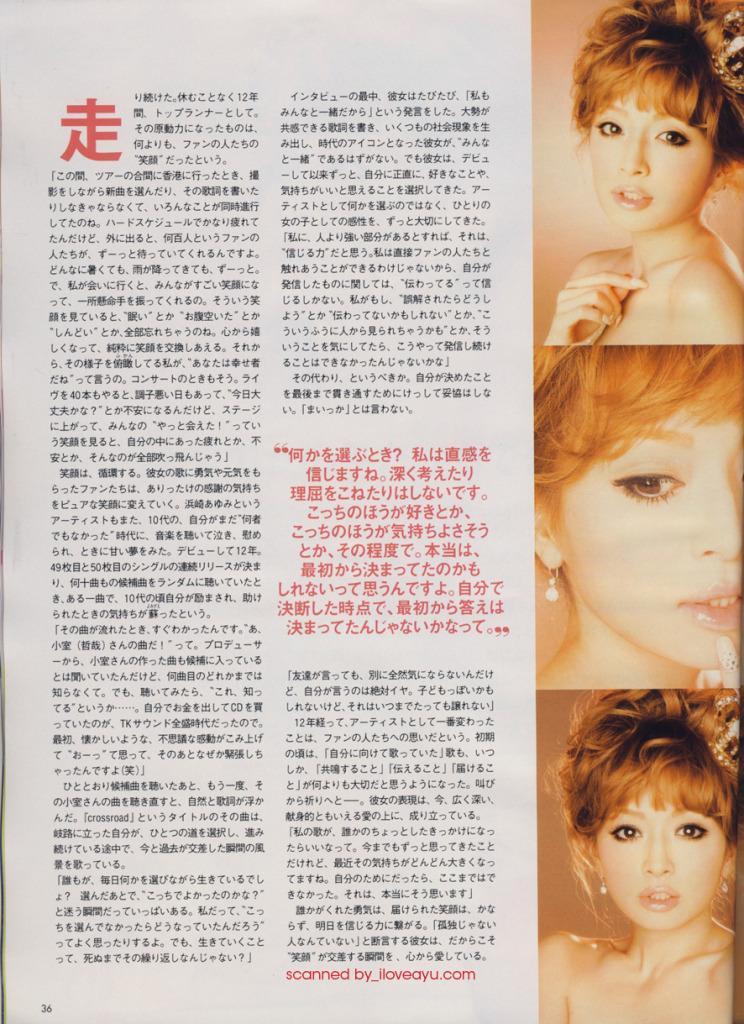 走
り続けた。休むことなく12年
間、トップランナーとして。
その原動力になったものは、
何よりも、ファンの人たちの
“笑顔”だったという。
「この間、ツアーの合間に香港に行ったとき、撮
影をしながら新曲を選んだり、その歌詞を書いた
りしなきゃならなくて、いろんなことが同時進行
してたのね。ハードスケジュールでかなり疲れて
たんだけど、外に出ると、何百人というファンの
人たちが、ずーっと待っていてくれるんですよ。
どんなに暑くても、雨が降ってきても、ずーっと。
で、私が会いに行くと、みんながすごい笑顔にな
って、一所懸命手を振ってくれるの。そういう笑
顔を見ていると、“眠い”とか“お腹空いた”とか
“しんどい”とか、全部忘れちゃうのね。心から嬉
しくなって、純粋に笑顔を交換しあえる。それか
ら、その様子を俯瞰してる私が、“あなたは幸せ者
だね”って言うの。コンサートのときもそう。ライ
ヴを40本もやると、調子悪い日もあって、“今日大
丈夫かな？”とか不安になるんだけど、ステージ
に上がって、みんなの“やっと会えた！”ってい
う笑顔を見ると、自分の中にあった疲れとか、不
安とか、そんなのが全部吹っ飛んじゃう」
　笑顔は、循環する。彼女の歌に勇気や元気をも
らったファンたちは、ありったけの感謝の気持ち
をピュアな笑顔に変えていく。浜崎あゆみという
アーティストもまた、10代の、自分がまだ“何者
でもなかった”時代に、音楽を聴いて泣き、慰め
られ、ときに甘い夢をみた。デビューして12年。
49枚目と50枚目のシングルの連続リリースが決ま
り、何十曲もの候補曲をランダムに聴いていたと
き、ある一曲で、10代の頃自分が励まされ、助け
られたときの気持ちが蘇ったという。
「その曲が流れたとき、すぐわかったんです。“あ、
小室（哲哉）さんの曲だ！”って。プロデューサ
ーから、小室さんの作った曲も候補に入っている
とは聞いていたんだけど、何曲目のどれかまでは
知らなくて。でも、聴いてみたら、“これ、知っ
てる”というか……。自分でお金を出してCDを買
っていたのが、TKサウンド全盛時代だったので。
最初、懐かしいような、不思議な感動がこみ上げ
て“おーっ”て思って、そのあとなぜか緊張しち
ゃったんですよ(笑)」
　ひととおり候補曲を聴いたあと、もう一度、そ
の小室さんの曲を聴き直すと、自然と歌詞が浮か
んだ。『crossroad』というタイトルのその曲は、
岐路に立った自分が、ひとつの道を選択し、進み
続けている途中で、今と過去が交差した瞬間の風
景を歌っている。
「誰もが、毎日何かを選びながら生きているでし
ょ？　選んだあとで、“こっちでよかったのかな？”
と迷う瞬間だっていっぱいある。私だって、“こっ
ちを選んでなかったらどうなっていたんだろう”
ってよく思ったりするよ。でも、生きていくこと
って、死ぬまでその繰り返しなんじゃない？」
　インタビューの最中、彼女はたびたび、「私も
みんなと一緒だから」という発言をした。大勢が
共感できる歌詞を書き、いくつもの社会現象を生
み出し、時代のアイコンとなった彼女が、“みんな
と一緒”であるはずがない。でも彼女は、デビュ
ーして以来ずっと、自分に正直に、好きなことや、
気持ちがいいと思えることを選択してきた。アー
ティストとして何かを選ぶのではなく、ひとりの
女の子としての感性を、ずっと大切にしてきた。
「私に、人より強い部分があるとすれば、それは、
“信じる力”だと思う。私は直接ファンの人たちと
触れあうことができるわけじゃないから、自分が
発信したものに関しては、“伝わってる”って信
じるしかない。私がもし、“誤解されたらどうし
よう”とか“伝わってないかもしれない”とか、“こ
ういうふうに人から見られちゃうかも”とか、そう
いうことを気にしてたら、こうやって発信し続け
ることはできなかったんじゃないかな」
　その代わり、というべきか。自分が決めたこと
を最後まで貫き通すためにけっして妥協はしな
い。「まいっか」とは言わない。
“何かを選ぶとき？ 私は直感を
信じますね。深く考えたり
理屈をこねたりはしないです。
こっちのほうが好きとか、
こっちのほうが気持ちよさそう
とか、その程度で。本当は、
最初から決まってたのかも
しれないって思うんですよ。自分で
決断した時点で、最初から答えは
決まってたんじゃないかなって。”
「友達が言っても、別に全然気にならないんだけ
ど、自分が言うのは絶対イヤ。子どもっぽいかも
しれないけど、それはいつまでたっても譲れない」
　12年経って、アーティストとして一番変わった
ことは、ファンの人たちへの思いだという。初期
の頃は、「自分に向けて歌っていた」歌も、いつ
しか、「共鳴すること」「伝えること」「届けるこ
と」が何よりも大切だと思うようになった。叫び
から祈りへと―。彼女の表現は、今、広く深い、
献身的ともいえる愛の上に、成り立っている。
「私の歌が、誰かのちょっとしたきっかけになっ
たらいいなって。今までもずっと思ってきたこと
だけれど、最近その気持ちがどんどん大きくなっ
てますね。自分のためにだったら、ここまではで
きなかった。それは、本当にそう思います」
　誰かがくれた勇気は、届けられた笑顔は、かな
らず、明日を信じる力に繋がる。「孤独じゃない
人なんていない」と断言する彼女は、だからこそ
“笑顔”が交差する瞬間を、心から愛している。
scanned by_iloveayu.com
36